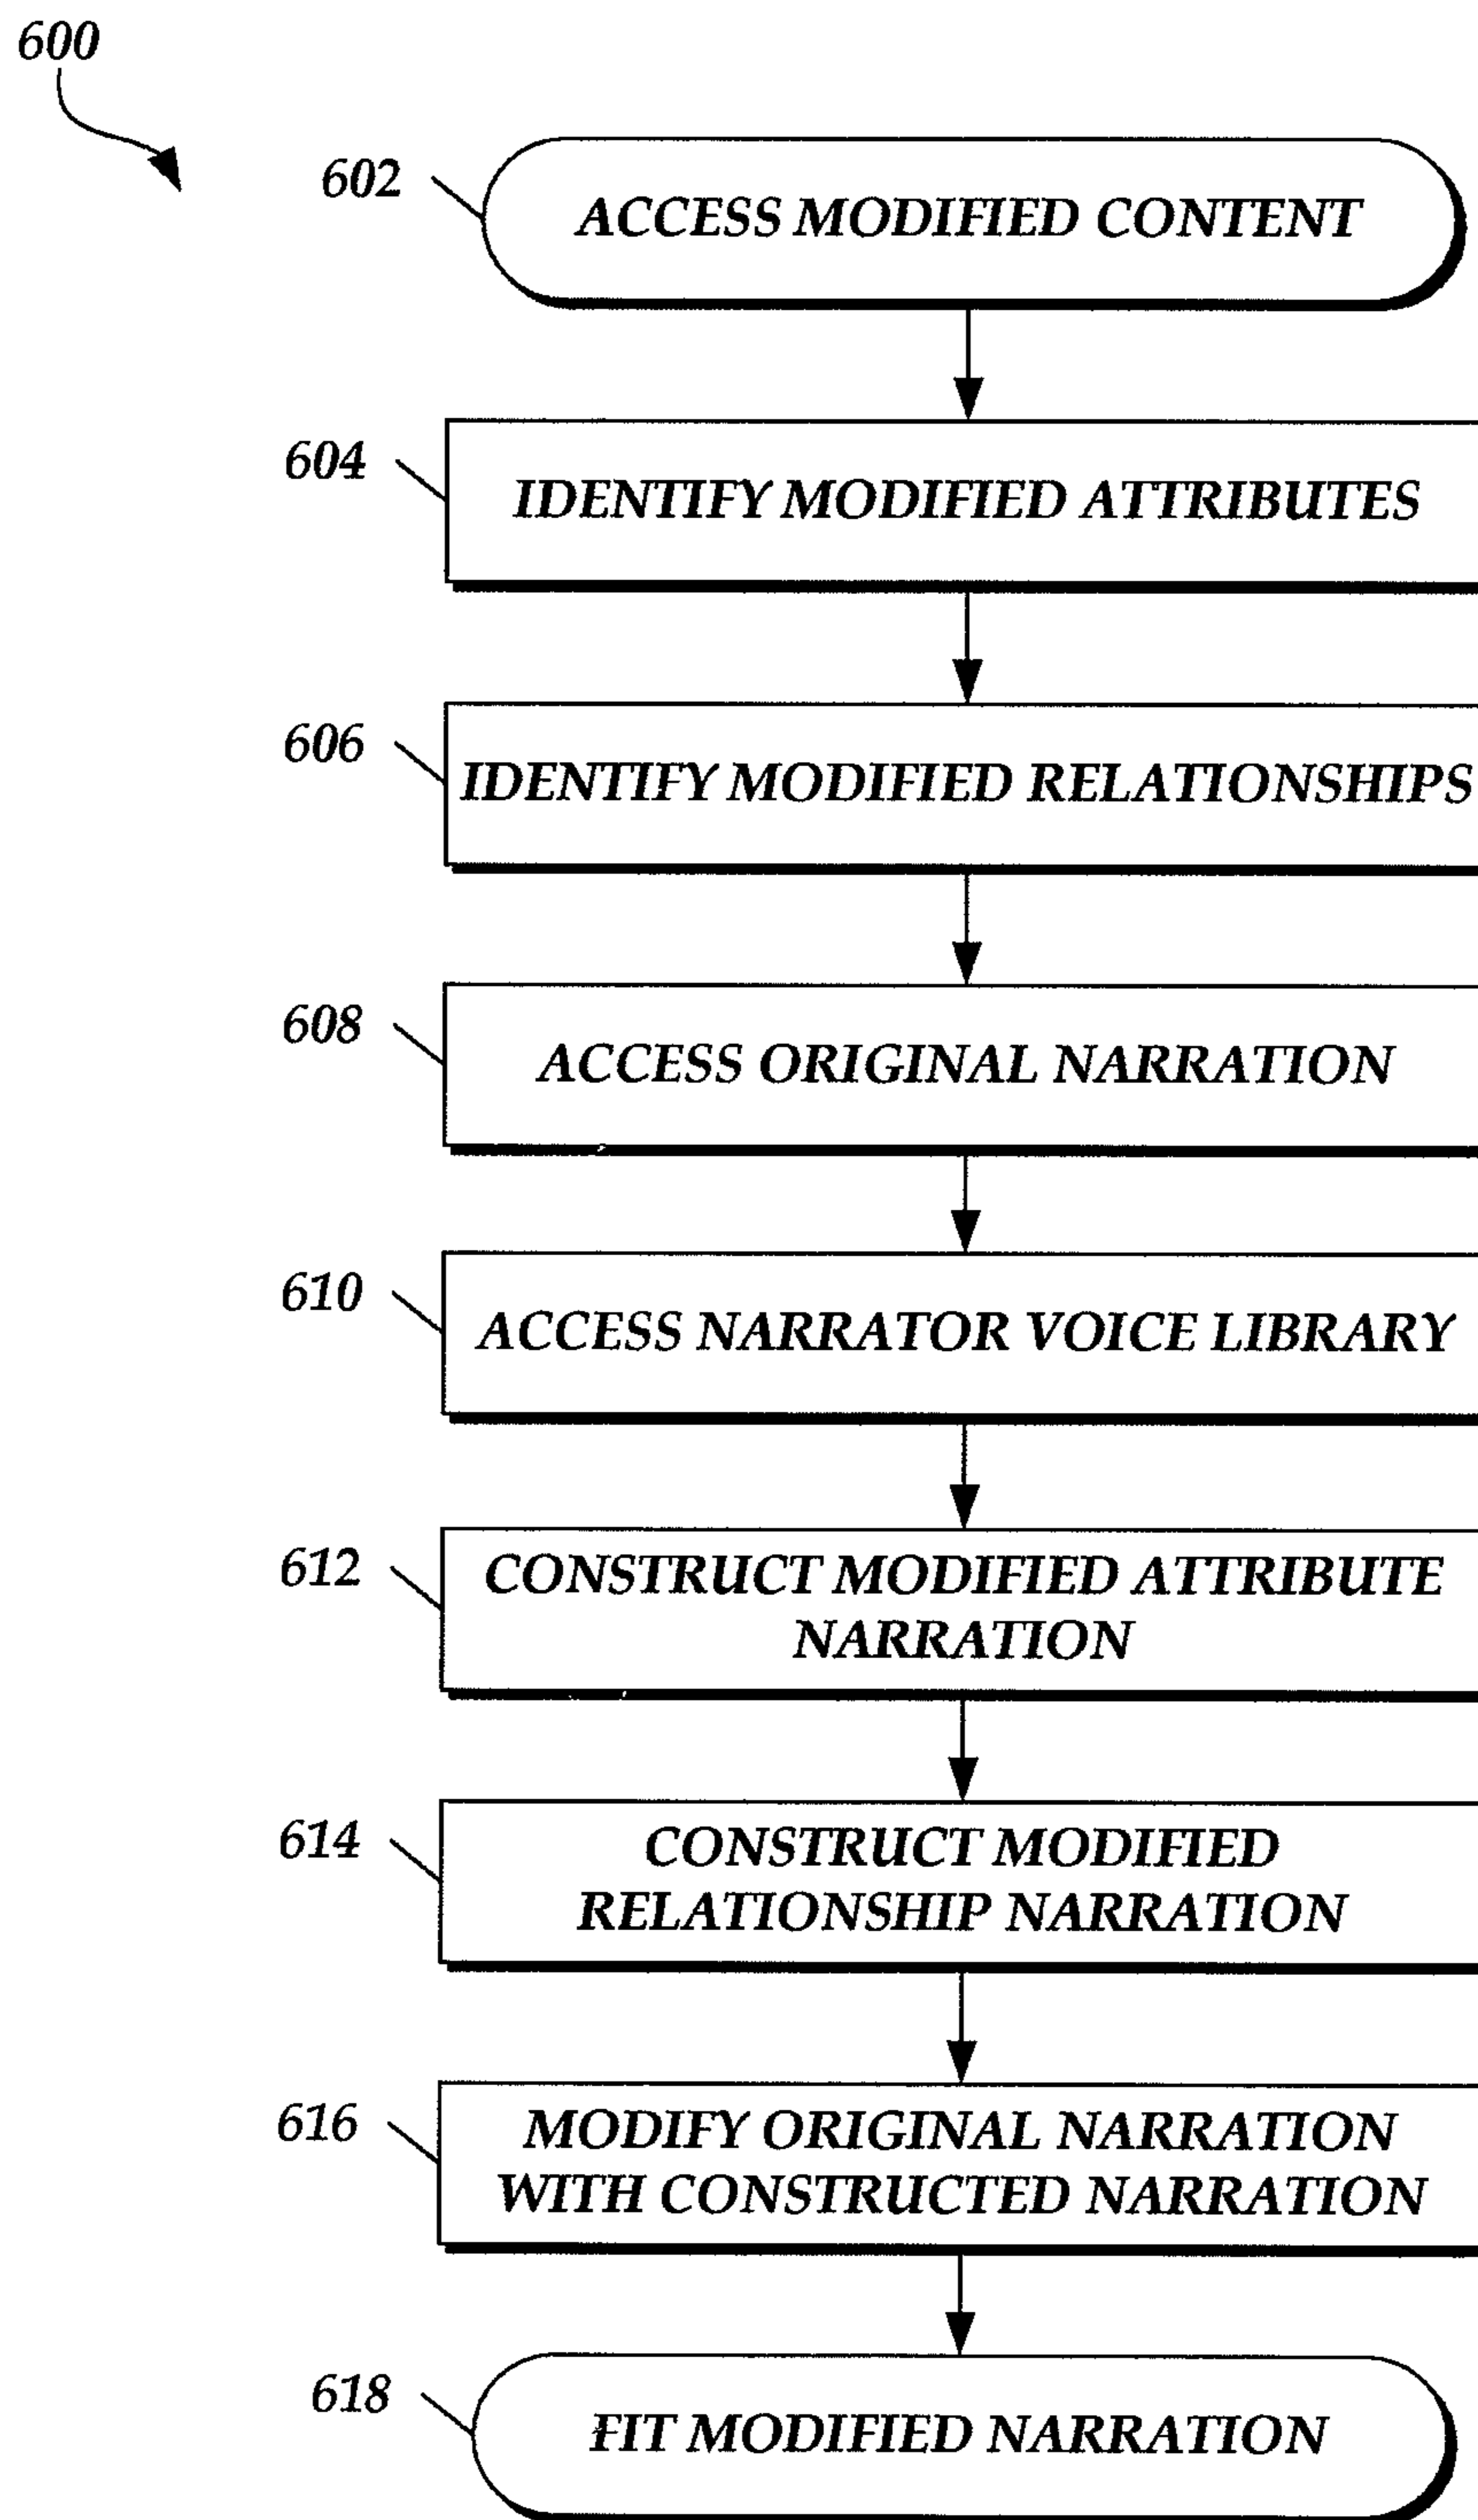 600
602
ACCESS MODIFIED CONTENT
604
IDENTIFY MODIFIED ATTRIBUTES
606
IDENTIFY MODIFIED RELATIONSHIPS
608
ACCESS ORIGINAL NARRATION
610
ACCESS NARRATOR VOICE LIBRARY
612
CONSTRUCT MODIFIED ATTRIBUTE
NARRATION
614
CONSTRUCT MODIFIED
RELATIONSHIP NARRATION
616
MODIFY ORIGINAL NARRATION
WITH CONSTRUCTED NARRATION
618
FIT MODIFIED NARRATION